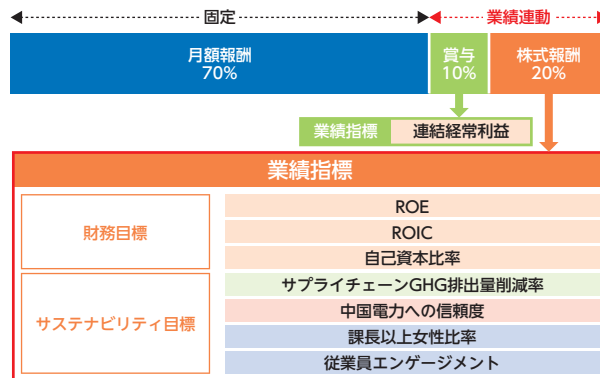 固定
業績連動
月額報酬
70%
賞与
10%
株式報酬
20%
業績指標
連結経常利益
業績指標
財務目標
ROE
ROIC
自己資本比率
サステナビリティ目標
サプライチェーンGHG排出量削減率
中国電力への信頼度
課長以上女性比率
従業員エンゲージメント